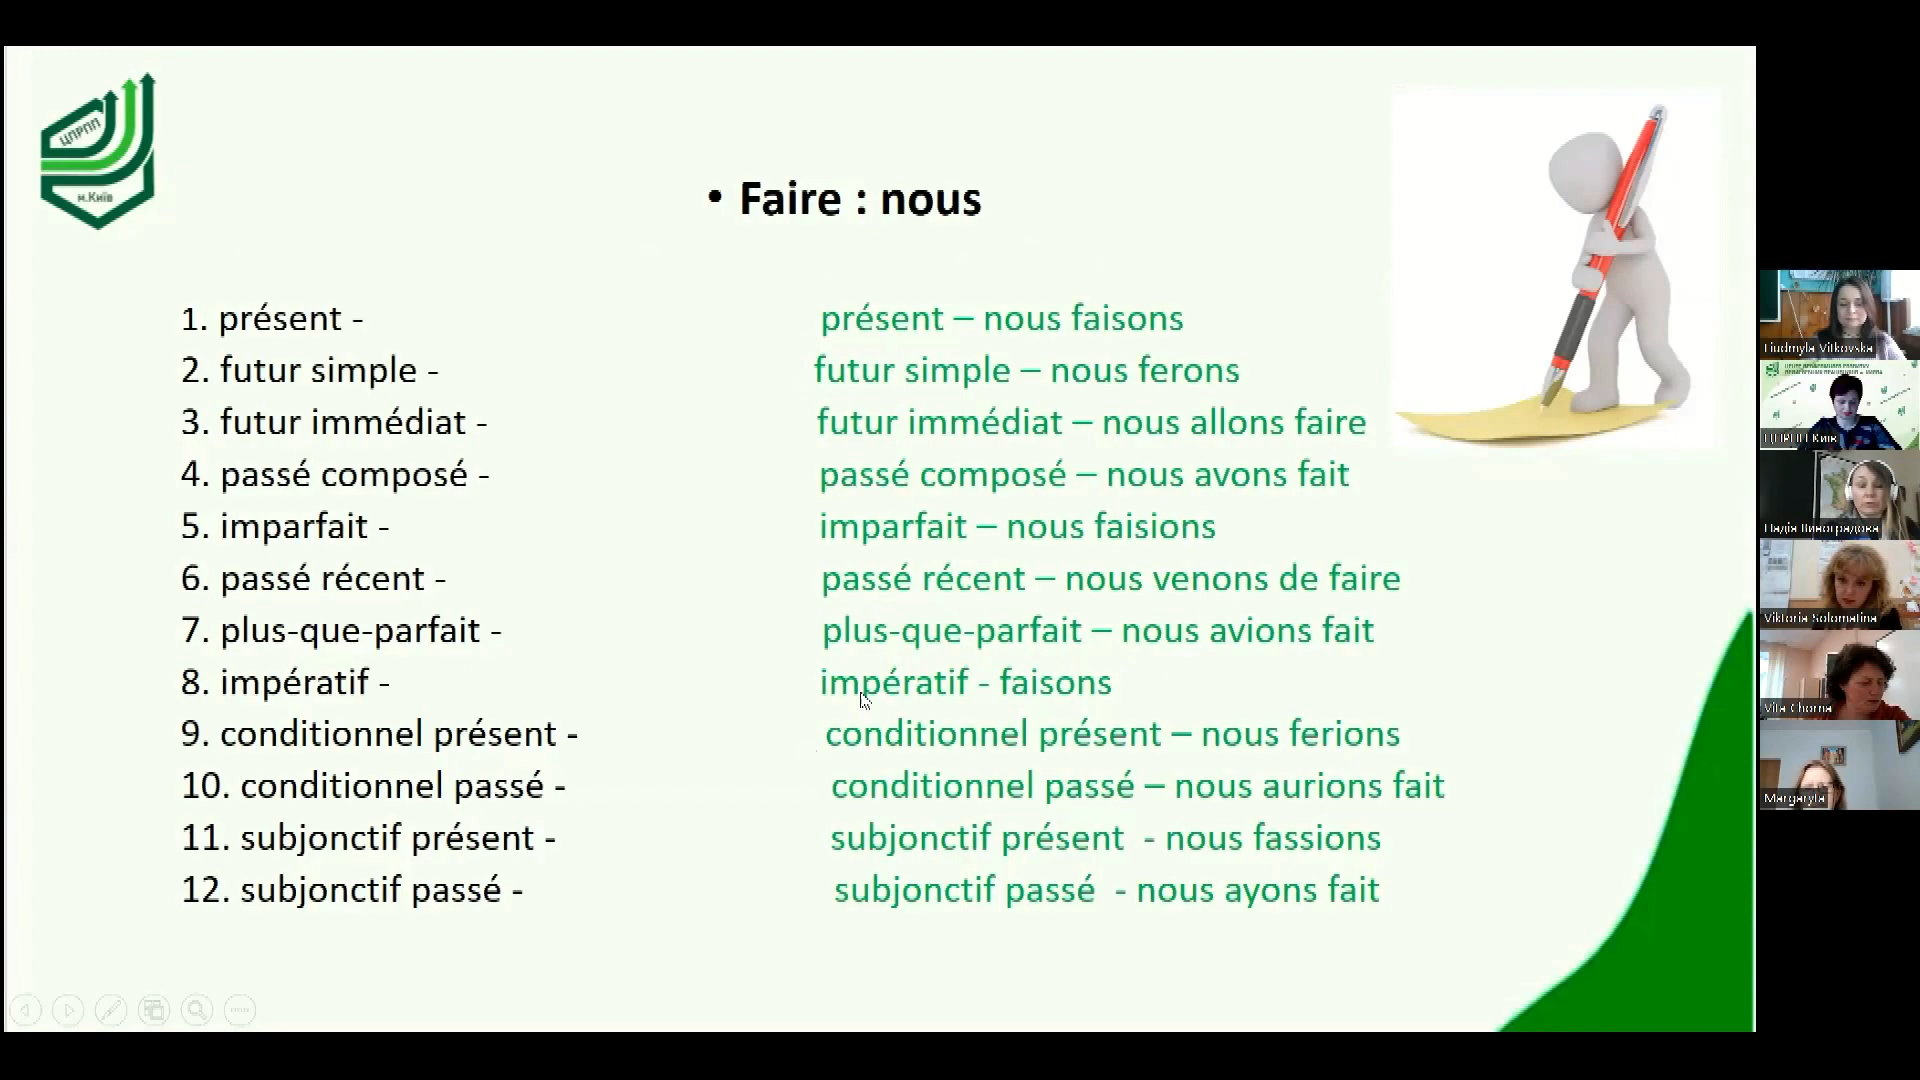 ЦПРПП
м.Київ
• Faire : nous
1. présent -
présent – nous faisons
2. futur simple -
futur simple – nous ferons
3. futur immédiat -
futur immédiat – nous allons faire
4. passé composé -
passé composé – nous avons fait
5. imparfait -
imparfait – nous faisions
6. passé récent -
passé récent – nous venons de faire
7. plus-que-parfait -
plus-que-parfait – nous avions fait
8. impératif -
impératif - faisons
9. conditionnel présent -
conditionnel présent – nous ferions
10. conditionnel passé -
conditionnel passé – nous aurions fait
11. subjonctif présent -
subjonctif présent - nous fassions
12. subjonctif passé -
subjonctif passé - nous ayons fait
Liudmyla Vitkovska
ЦПРПП Київ
Надія Виноградова
Viktoria Solomatina
Vita Chorna
Margaryta